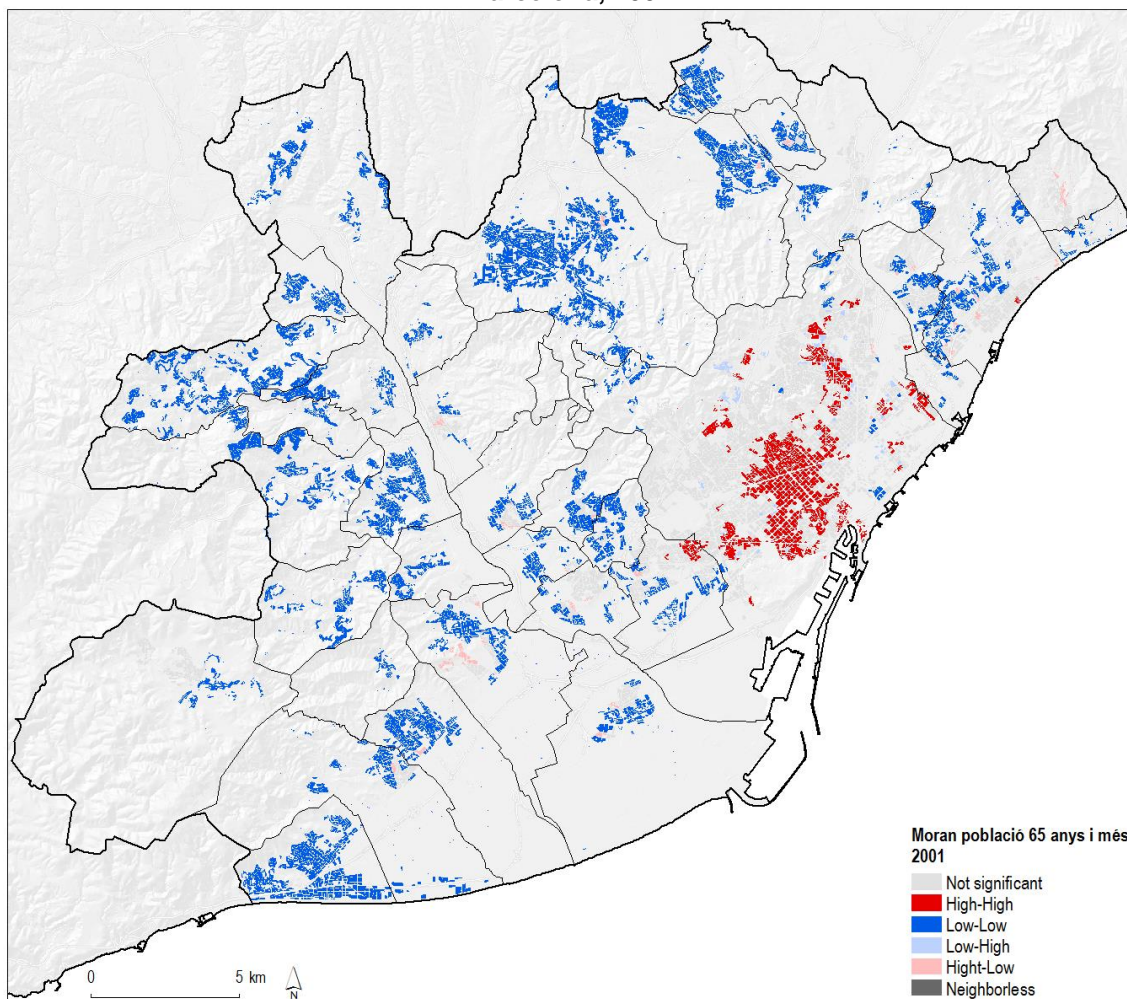 Moran població 65 anys i més
2001
Not significant
High-High
Low-Low
Low-High
Hight-Low
Neighborless
0 5 km
N